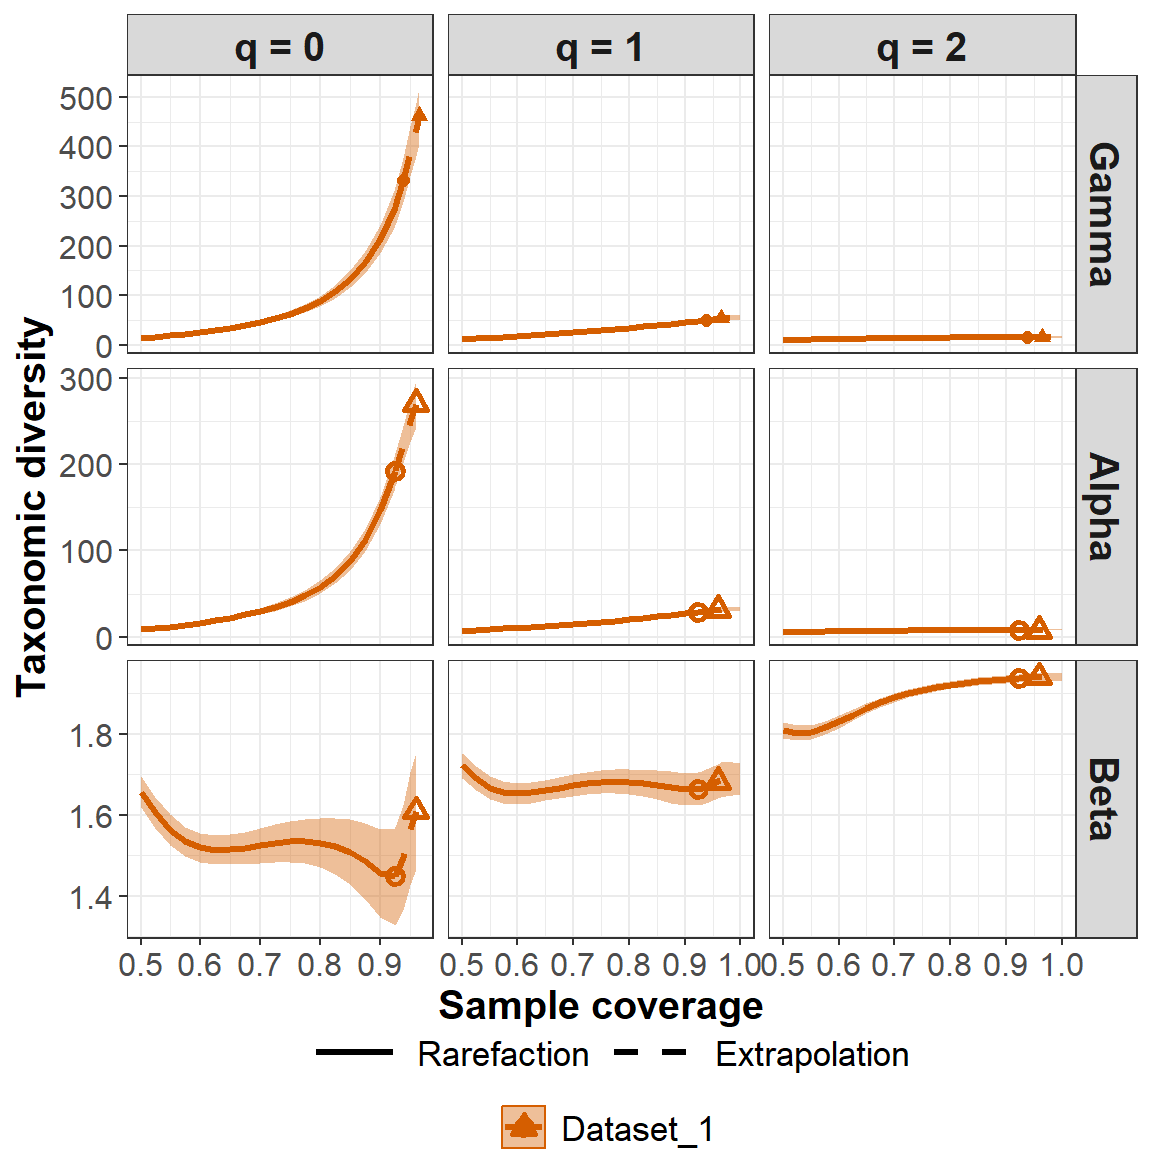 q = 0 q = 1 q = 2
500
400
300
200
100
0
Gamma
300
200
100
0
Alpha
1.8
1.6
1.4
Beta
Taxonomic diversity
0.5 0.6 0.7 0.8 0.9 0.5 0.6 0.7 0.8 0.9 1.0 0.5 0.6 0.7 0.8 0.9 1.0
Sample coverage
Rarefaction Extrapolation
Dataset_1